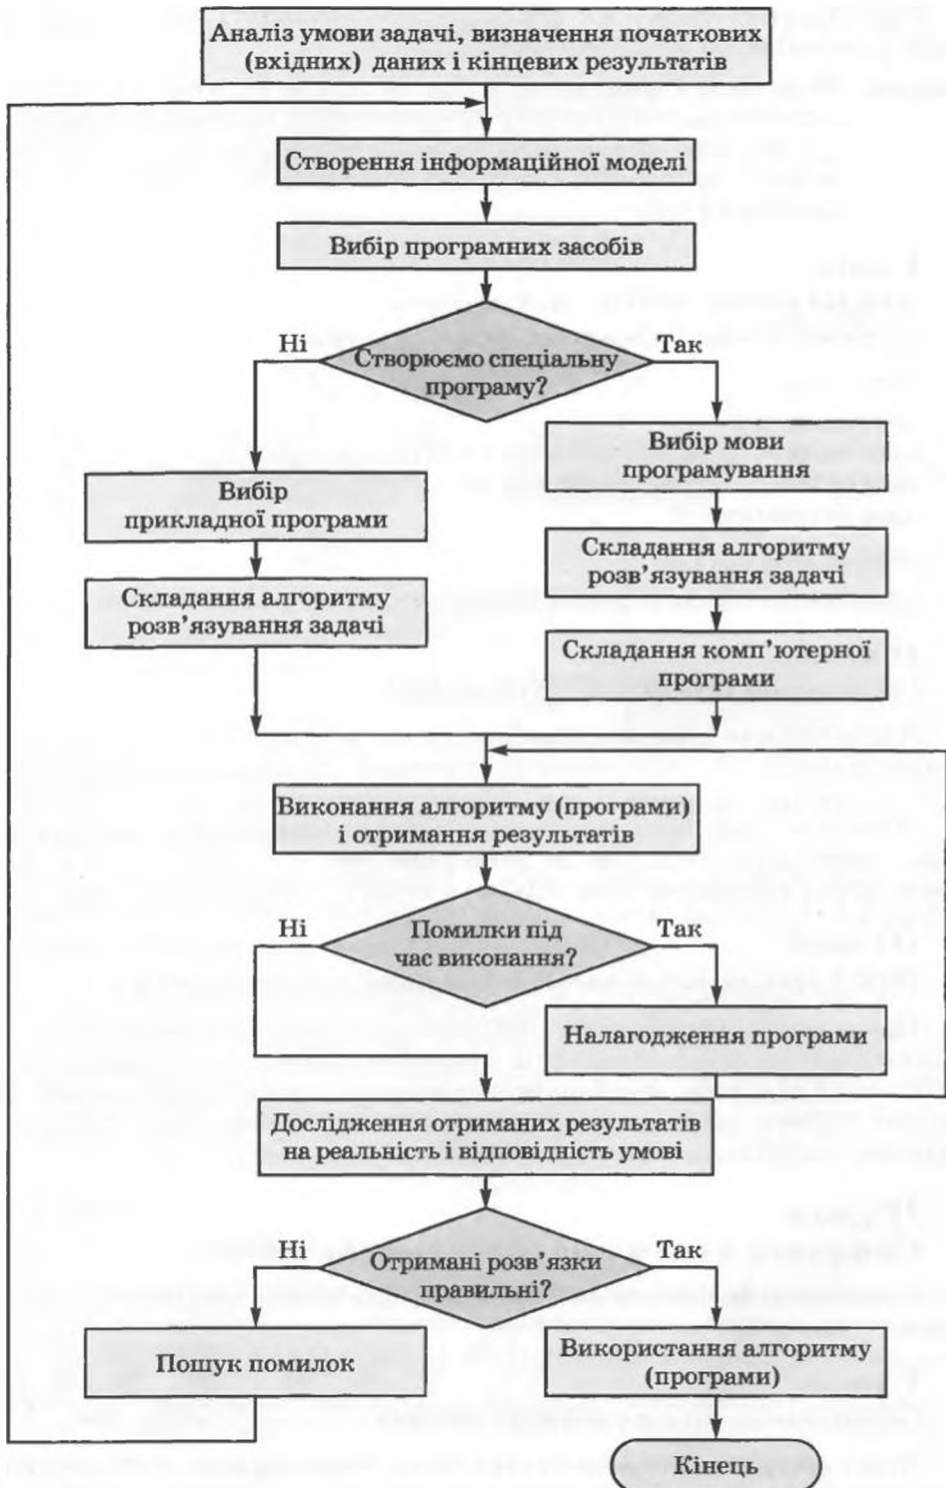 Аналіз умови задачі, визначення початкових
(вхідних) даних і кінцевих результатів
Створення інформаційної моделі
Вибір програмних засобів
Ні
Створюємо спеціальну
програму?
Так
Вибір
прикладної програми
Складання алгоритму
розв'язування задачі
Вибір мови
програмування
Складання алгоритму
розв'язування задачі
Складання комп'ютерної
програми
Виконання алгоритму (програми)
і отримання результатів
Ні
Помилки під
час виконання?
Так
Налагодження програми
Дослідження отриманих результатів
на реальність і відповідність умові
Ні
Отримані розв'язки
правильні?
Так
Пошук помилок
Використання алгоритму
(програми)
Кінець